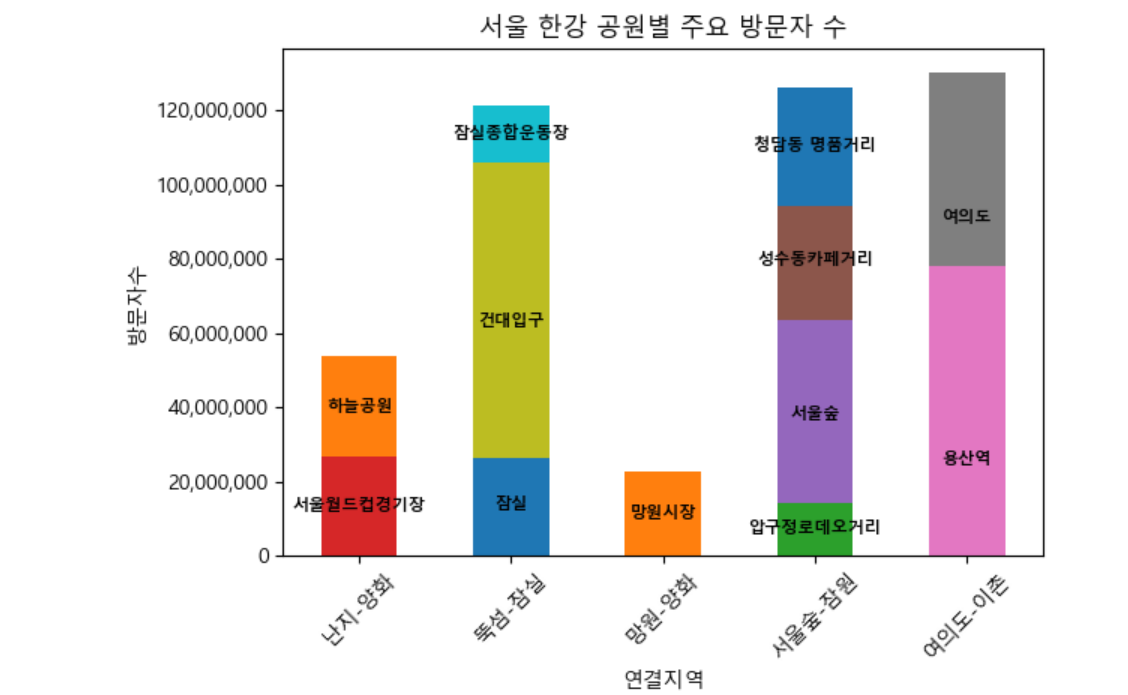 서울 한강 공원별 주요 방문자 수
방문자수
120,000,000
100,000,000
80,000,000
60,000,000
40,000,000
20,000,000
0
하늘공원
서울월드컵경기장
잠실종합운동장
건대입구
잠실
망원시장
청담동 명품거리
성수동카페거리
서울숲
압구정로데오거리
여의도
용산역
난지-양화
뚝섬-잠실
망원-양화
서울숲-잠원
여의도-이촌
연결지역